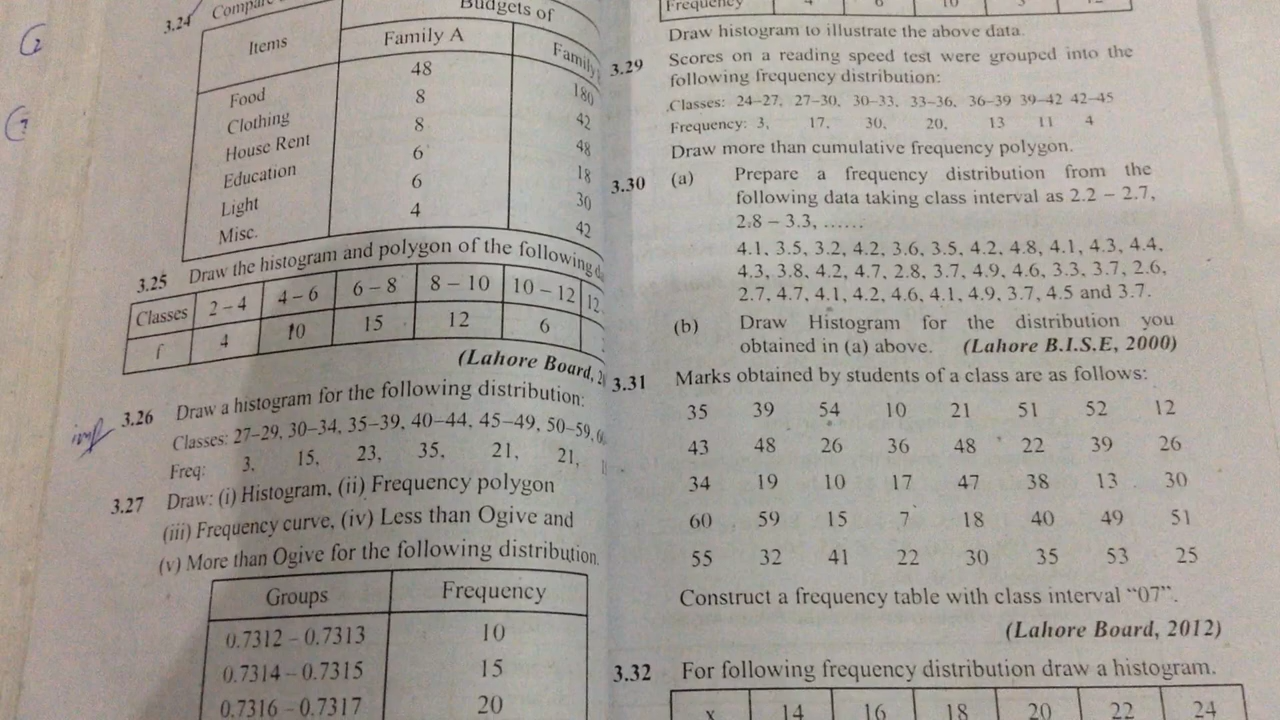 3.24
Budgets of
Items Family A Family
Food 48 180
Clothing 8 42
House Rent 8 48
Education 6 18
Light 6 30
Misc. 4 42
3.25 Draw the histogram and polygon of the following
Classes 2 – 4 4 – 6 6 – 8 8 – 10 10 – 12 12
f 4 10 15 12 6
(Lahore Board,
imp 3.26 Draw a histogram for the following distribution:
Classes: 27–29, 30–34, 35–39, 40–44, 45–49, 50–59,
Freq: 3, 15, 23, 35, 21, 21,
3.27 Draw: (i) Histogram, (ii) Frequency polygon
(iii) Frequency curve, (iv) Less than Ogive and
(v) More than Ogive for the following distribution.
Groups Frequency
0.7312 – 0.7313 10
0.7314 – 0.7315 15
0.7316 – 0.7317 20
Frequency
Draw histogram to illustrate the above data.
3.29 Scores on a reading speed test were grouped into the
following frequency distribution:
Classes: 24–27, 27–30, 30–33, 33–36, 36–39 39–42 42–45
Frequency: 3, 17, 30, 20, 13 11 4
Draw more than cumulative frequency polygon.
3.30 (a) Prepare a frequency distribution from the
following data taking class interval as 2.2 – 2.7,
2.8 – 3.3, ......
4.1, 3.5, 3.2, 4.2, 3.6, 3.5, 4.2, 4.8, 4.1, 4.3, 4.4,
4.3, 3.8, 4.2, 4.7, 2.8, 3.7, 4.9, 4.6, 3.3, 3.7, 2.6,
2.7, 4.7, 4.1, 4.2, 4.6, 4.1, 4.9, 3.7, 4.5 and 3.7.
(b) Draw Histogram for the distribution you
obtained in (a) above. (Lahore B.I.S.E, 2000)
3.31 Marks obtained by students of a class are as follows:
35 39 54 10 21 51 52 12
43 48 26 36 48 22 39 26
34 19 10 17 47 38 13 30
60 59 15 7 18 40 49 51
55 32 41 22 30 35 53 25
Construct a frequency table with class interval “07”.
(Lahore Board, 2012)
3.32 For following frequency distribution draw a histogram.
x 14 16 18 20 22 24